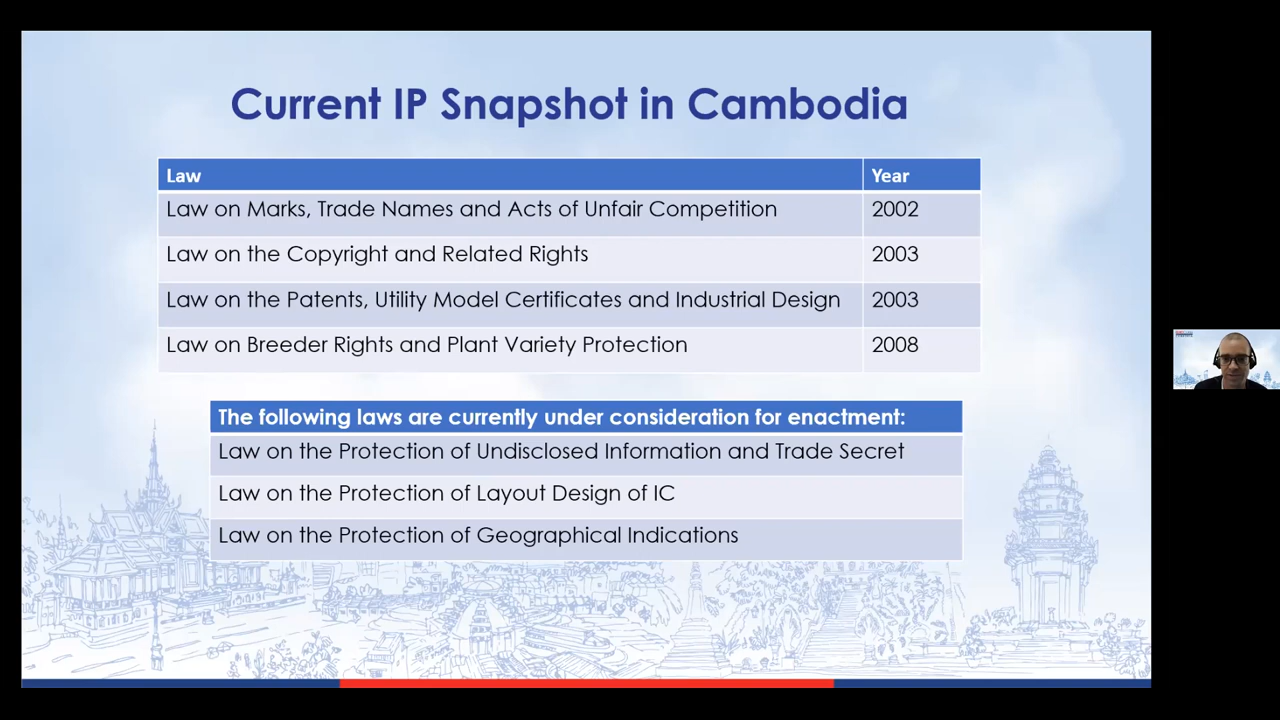 Current IP Snapshot in Cambodia
Law Year
Law on Marks, Trade Names and Acts of Unfair Competition 2002
Law on the Copyright and Related Rights 2003
Law on the Patents, Utility Model Certificates and Industrial Design 2003
Law on Breeder Rights and Plant Variety Protection 2008
The following laws are currently under consideration for enactment:
Law on the Protection of Undisclosed Information and Trade Secret
Law on the Protection of Layout Design of IC
Law on the Protection of Geographical Indications